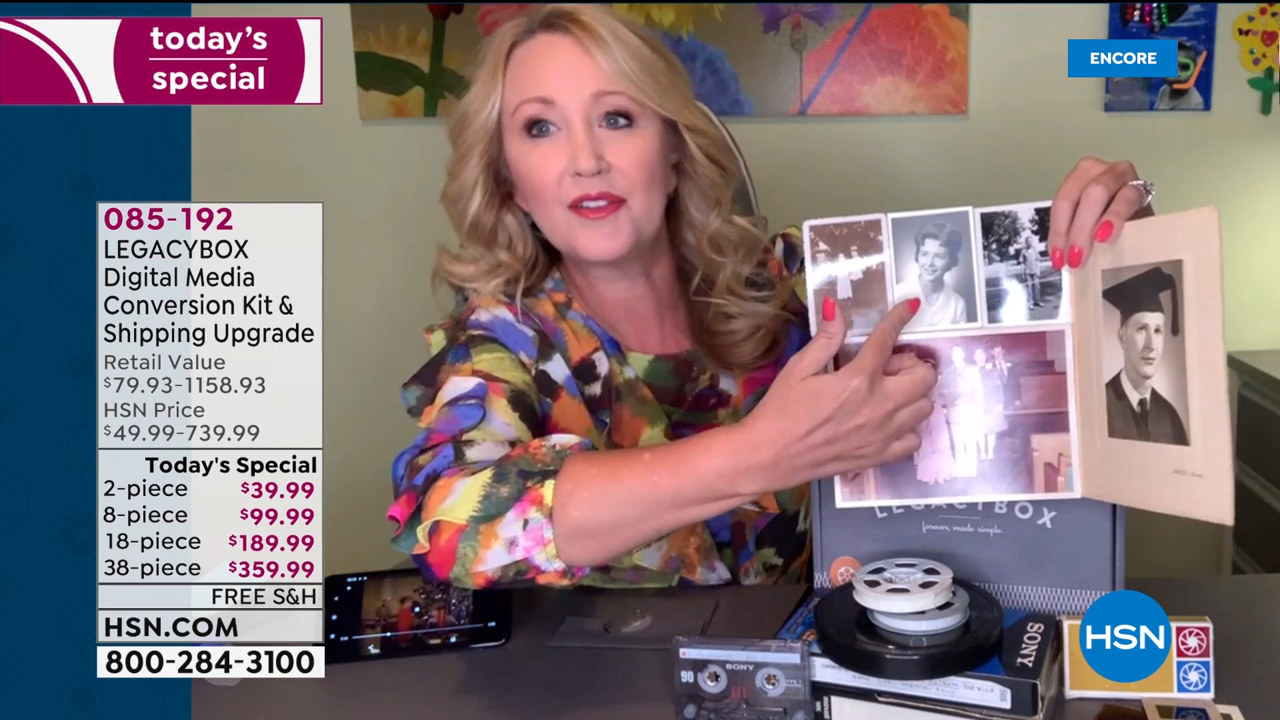 today's
special
ENCORE
085-192
LEGACYBOX
Digital Media
Conversion Kit &
Shipping Upgrade
Retail Value
$79.93-1158.93
HSN Price
$49.99-739.99
Today's Special
2-piece $39.99
8-piece $99.99
18-piece $189.99
38-piece $359.99
FREE S&H
HSN.COM
800-284-3100
LEGACYBOX
forever made simple.
SONY
SONY
90
HF
HSN